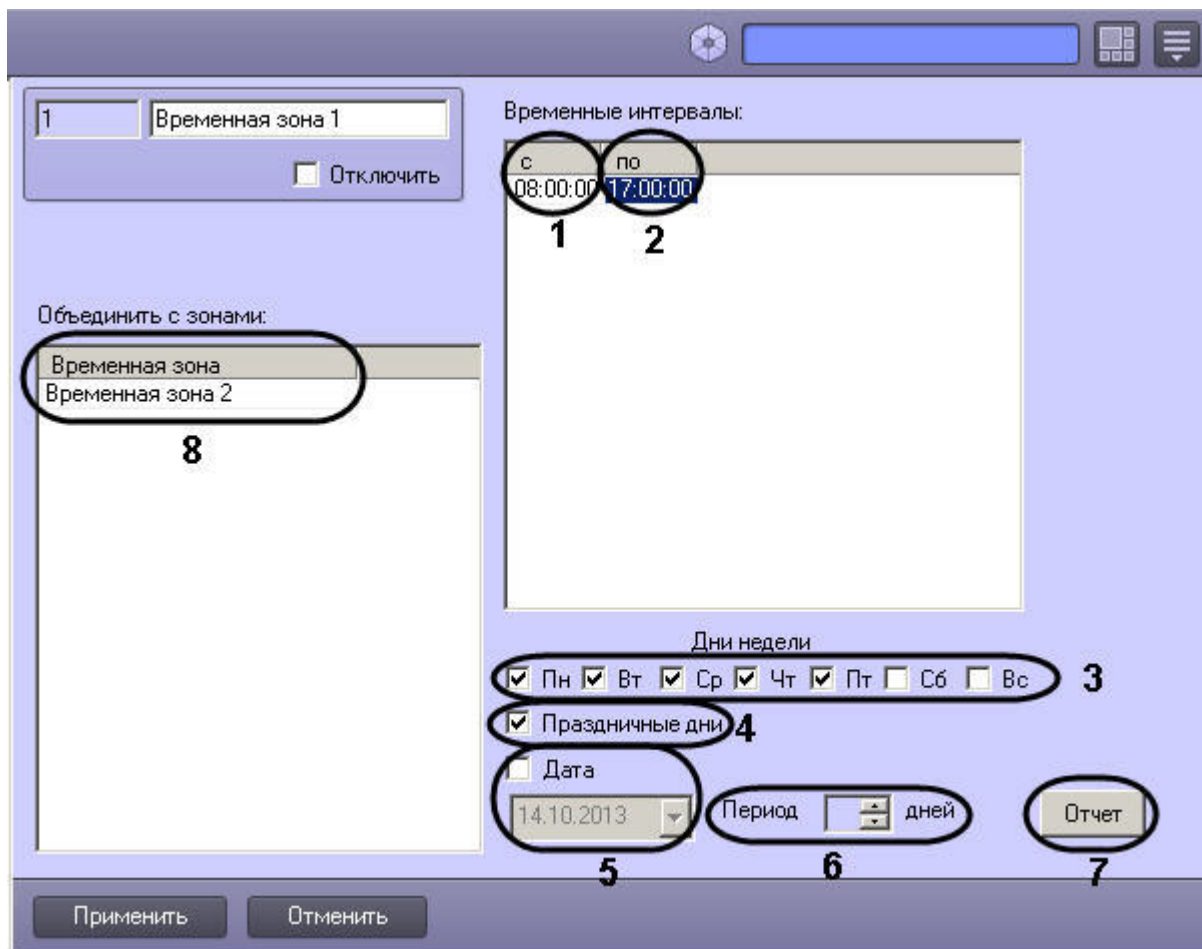 1 Временная зона 1
Отключить
Временные интервалы:
с по
08:00:00 17:00:00
1 2
Объединить с зонами:
Временная зона
Временная зона 2
8
Дни недели
Пн Вт Ср Чт Пт Сб Вс 3
Праздничные дни 4
Дата
14.10.2013 Период дней Отчет
5 6 7
Применить Отменить